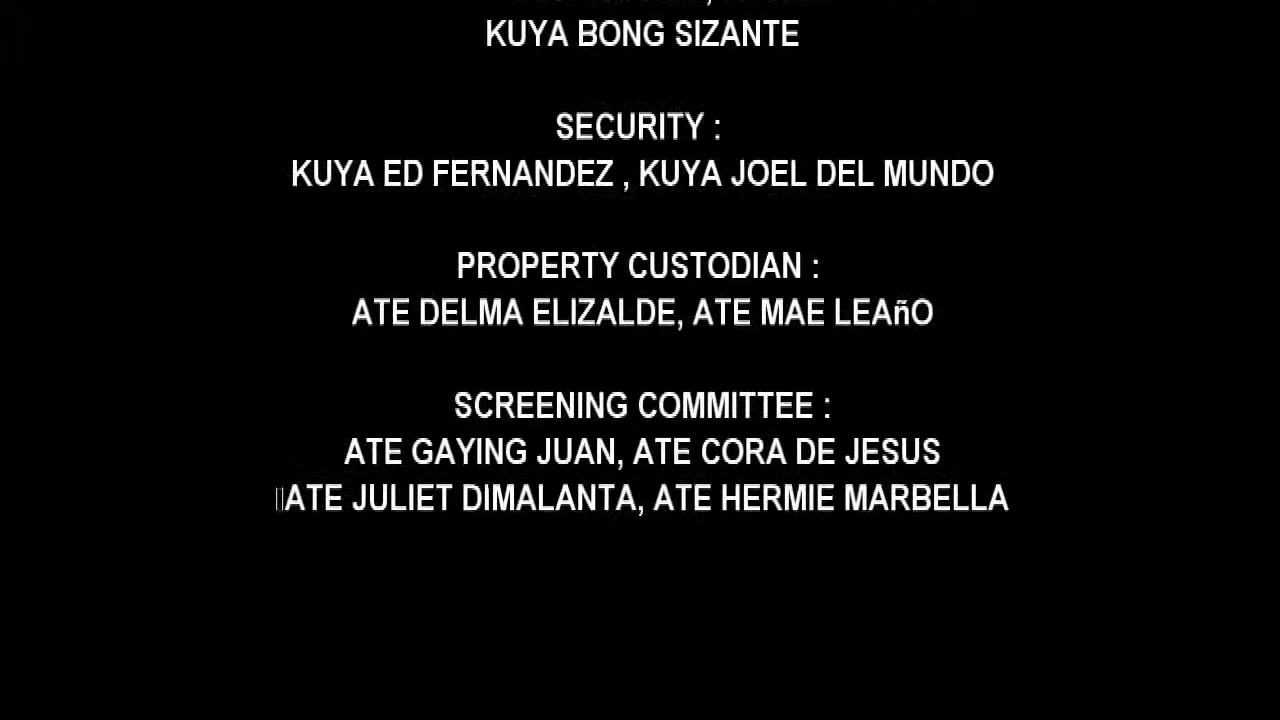 KUYA BONG SIZANTE
SECURITY :
KUYA ED FERNANDEZ , KUYA JOEL DEL MUNDO
PROPERTY CUSTODIAN :
ATE DELMA ELIZALDE, ATE MAE LEAñO
SCREENING COMMITTEE :
ATE GAYING JUAN, ATE CORA DE JESUS
ATE JULIET DIMALANTA, ATE HERMIE MARBELLA